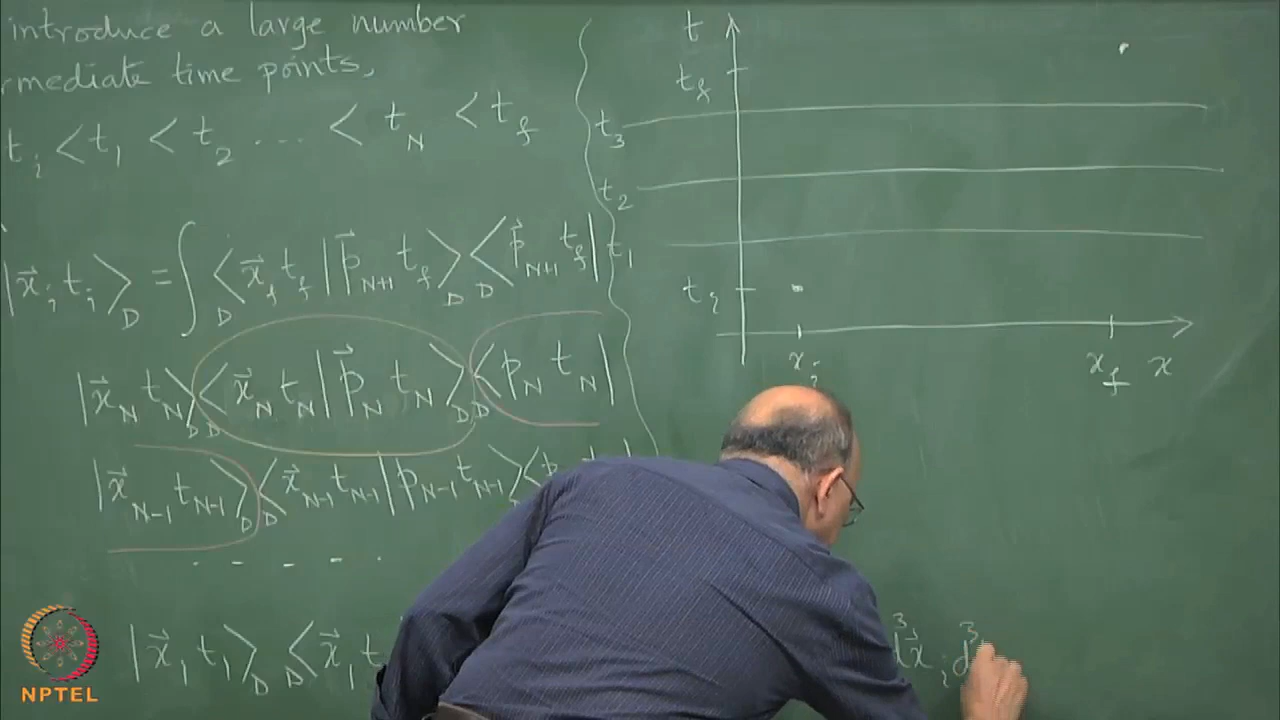 introduce a large number
rmediate time points,
t_i < t_1 < t_2 ... < t_N < t_f
|x⃗_i t_i >_D = ∫ _D< x⃗_f t_f | p⃗_{N+1} t_f >_D _D< p⃗_{N+1} t_f |
| x⃗_N t_N >_D _D< x⃗_N t_N | p⃗_N t_N >_D _D< p_N t_N |
| x⃗_{N-1} t_{N-1} >_D _D< x⃗_{N-1} t_{N-1} | p_{N-1} t_{N-1} >
- - - - .
| x⃗_1 t_1 >_D _D< x⃗_1 t
d³x⃗_i d³
t
t_f
t_3
t_2
t_1
t_i
x_i x_f x
NPTEL